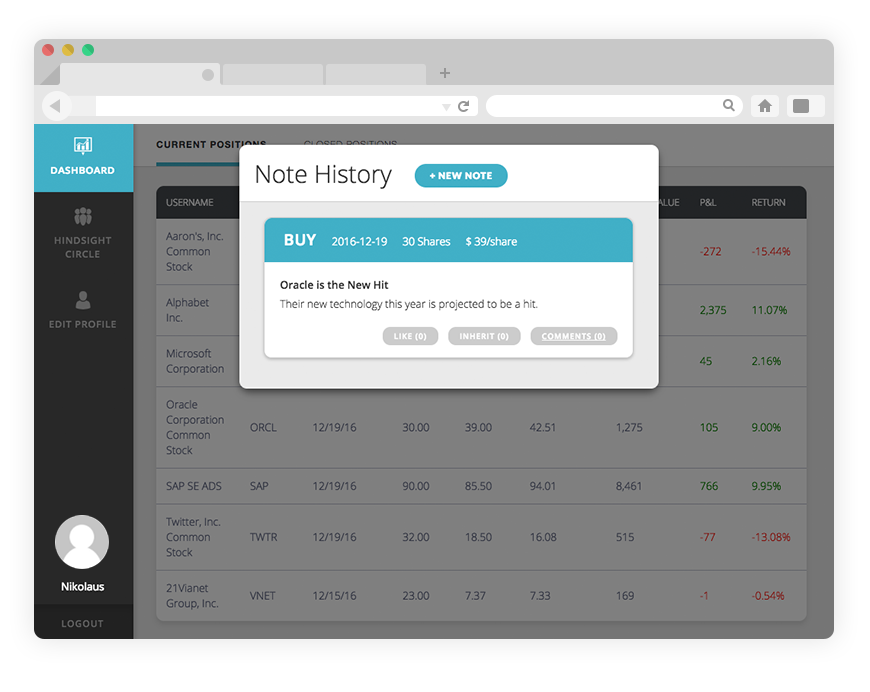 DASHBOARD
HINDSIGHT
CIRCLE
EDIT PROFILE
Nikolaus
LOGOUT
CURRENT POSITIONS CLOSED POSITIONS
Note History + NEW NOTE
BUY 2016-12-19 30 Shares $ 39/share
Oracle is the New Hit
Their new technology this year is projected to be a hit.
LIKE (0) INHERIT (0) COMMENTS (0)
USERNAME ALUE P&L RETURN
Aaron's, Inc.
Common
Stock
-272 -15.44%
Alphabet
Inc.
2,375 11.07%
Microsoft
Corporation
45 2.16%
Oracle
Corporation
Common
Stock
ORCL 12/19/16 30.00 39.00 42.51 1,275 105 9.00%
SAP SE ADS SAP 12/19/16 90.00 85.50 94.01 8,461 766 9.95%
Twitter, Inc.
Common
Stock
TWTR 12/19/16 32.00 18.50 16.08 515 -77 -13.08%
21Vianet
Group, Inc.
VNET 12/15/16 23.00 7.37 7.33 169 -1 -0.54%